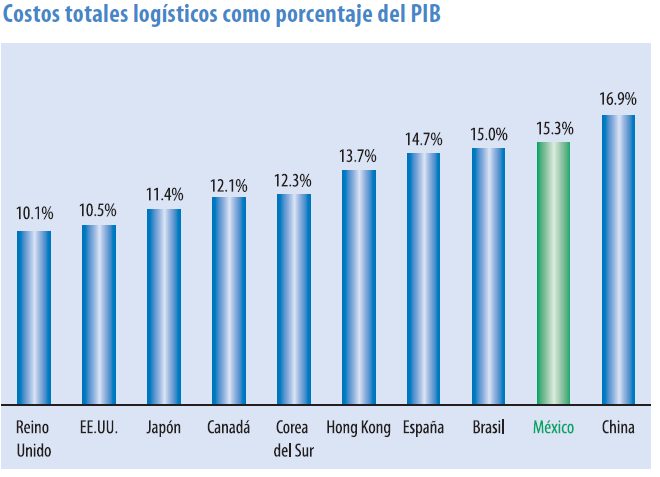 Costos totales logísticos como porcentaje del PIB
16.9%
15.3%
15.0%
14.7%
13.7%
12.3%
12.1%
11.4%
10.5%
10.1%
Reino
Unido
EE.UU.
Japón
Canadá
Corea
del Sur
Hong Kong
España
Brasil
México
China